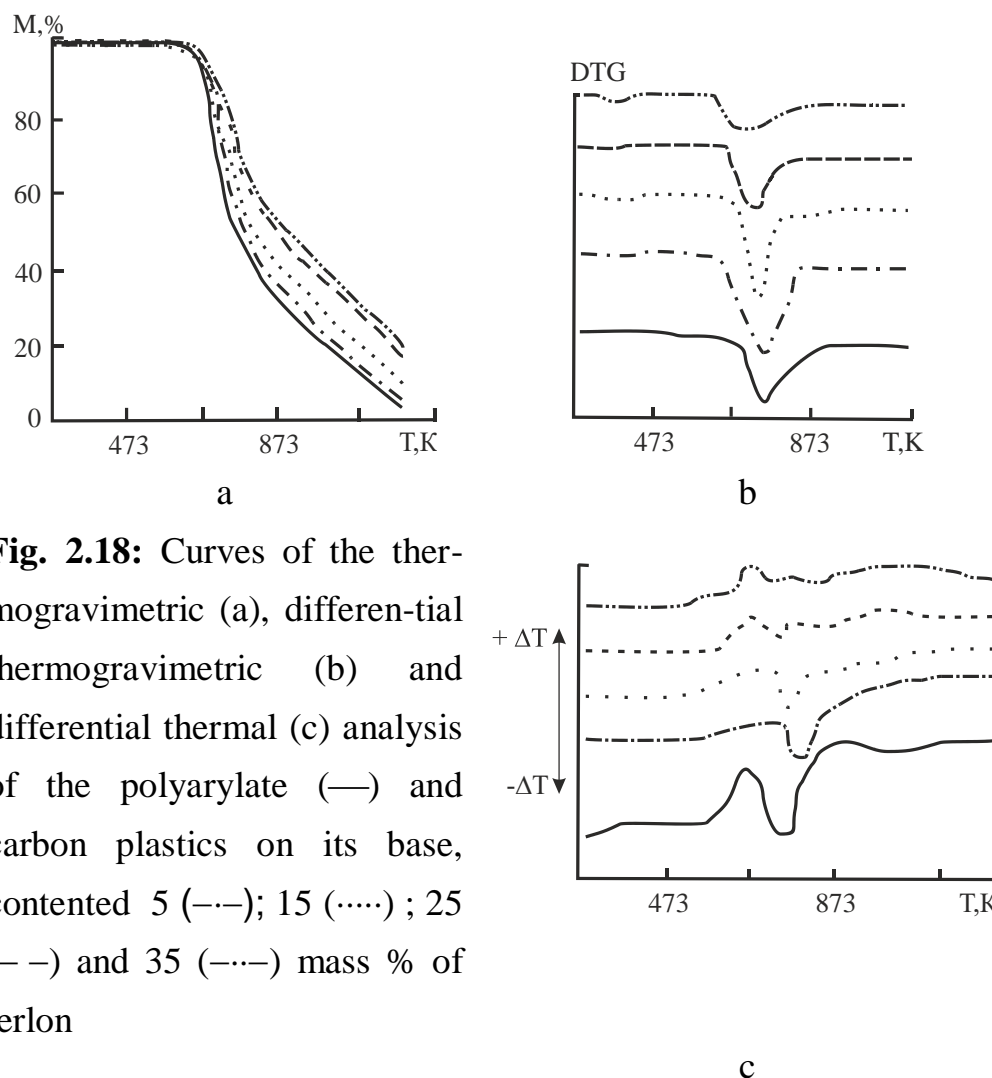 M,%
80
60
40
20
0
473
873
T,K
a
DTG
473
873
T,K
b
Fig. 2.18: Curves of the ther-
mogravimetric (a), differen-tial
thermogravimetric (b) and
differential thermal (c) analysis
of the polyarylate (—) and
carbon plastics on its base,
contented 5 (–·–); 15 (·····) ; 25
– –) and 35 (–··–) mass % of
erlon
+ ΔT
-ΔT
473
873
T,K
c